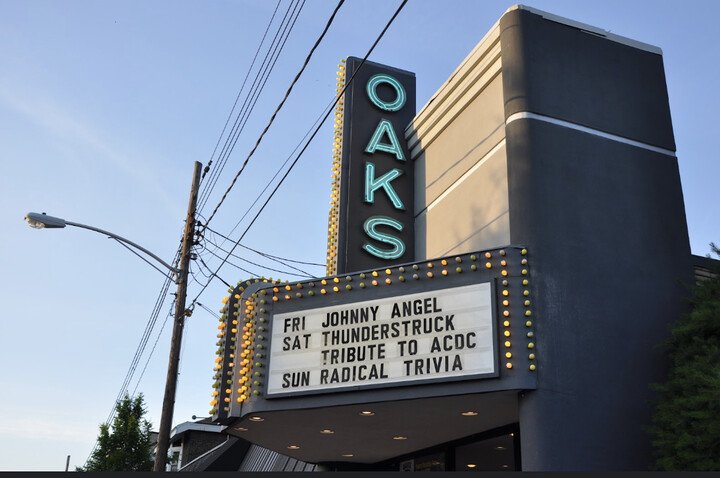 OAKS
FRI JOHNNY ANGEL
SAT THUNDERSTRUCK
TRIBUTE TO ACDC
SUN RADICAL TRIVIA